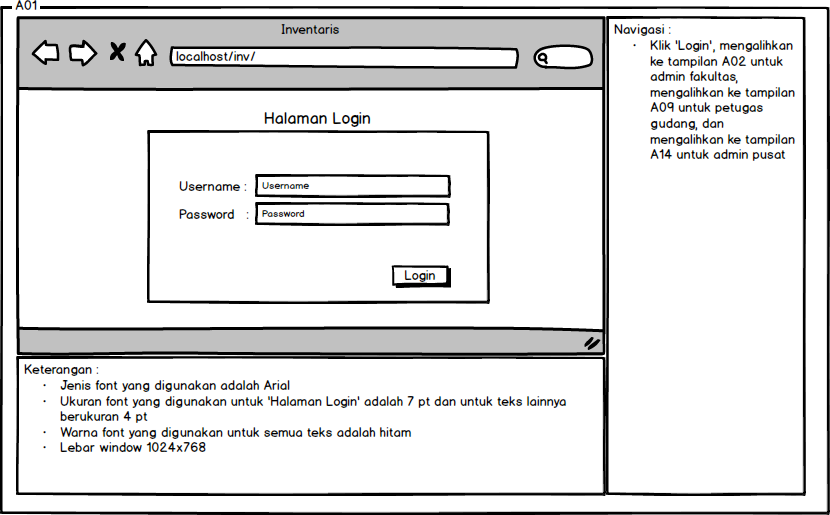 A01
Inventaris
localhost/inv/
Halaman Login
Username : Username
Password : Password
Login
Navigasi :
· Klik 'Login', mengalihkan
ke tampilan A02 untuk
admin fakultas,
mengalihkan ke tampilan
A09 untuk petugas
gudang, dan
mengalihkan ke tampilan
A14 untuk admin pusat
Keterangan :
· Jenis font yang digunakan adalah Arial
· Ukuran font yang digunakan untuk 'Halaman Login' adalah 7 pt dan untuk teks lainnya
berukuran 4 pt
· Warna font yang digunakan untuk semua teks adalah hitam
· Lebar window 1024x768